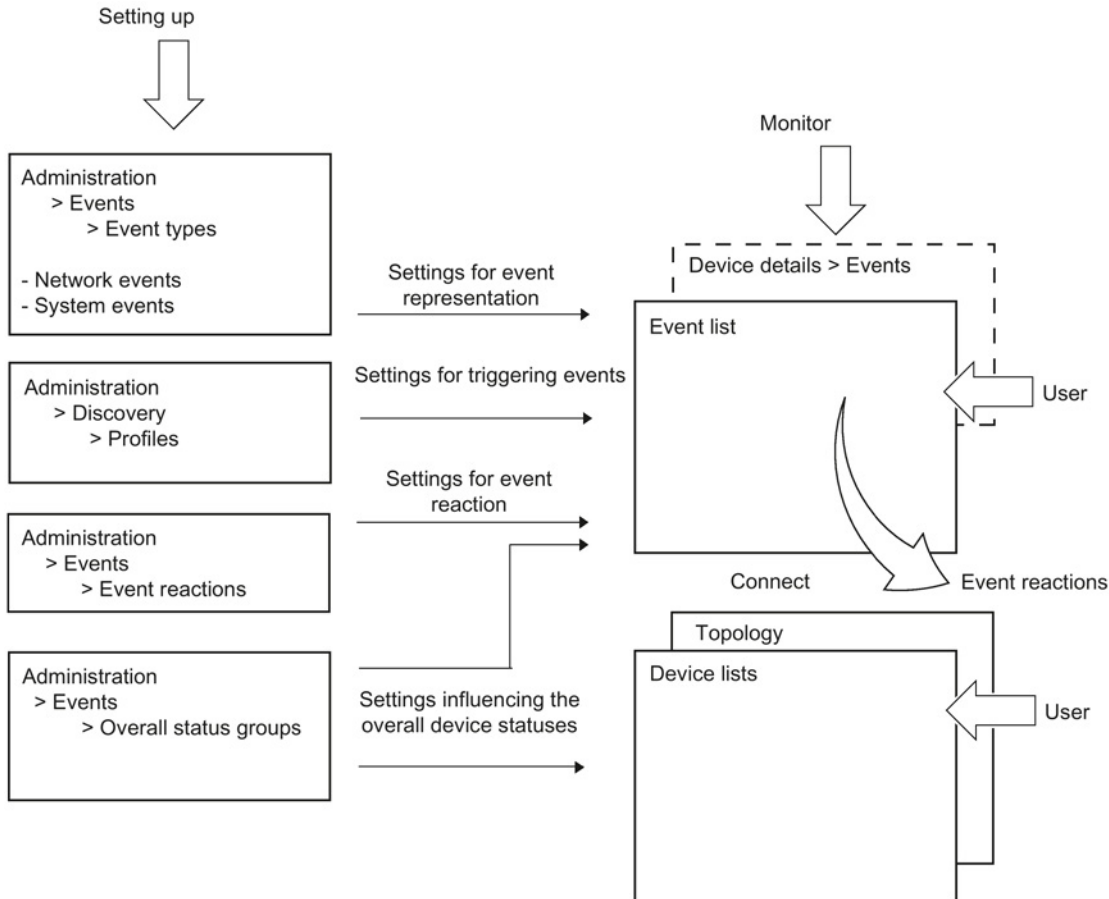 Setting up
Administration
> Events
> Event types
- Network events
- System events
Settings for event
representation
Administration
> Discovery
> Profiles
Settings for triggering events
Administration
> Events
> Event reactions
Settings for event
reaction
Administration
> Events
> Overall status groups
Settings influencing the
overall device statuses
Monitor
Device details > Events
Event list
User
Connect
Event reactions
Topology
Device lists
User